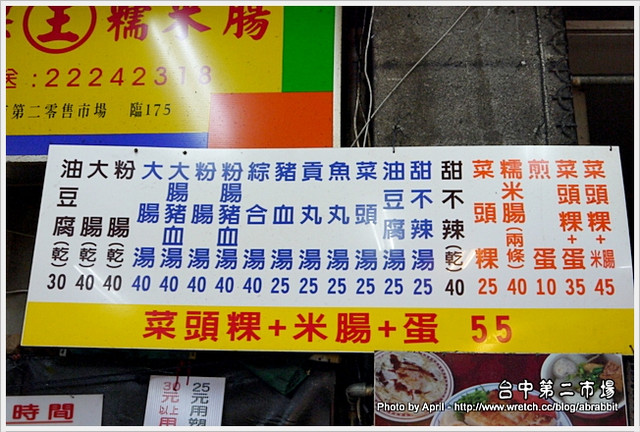 王
糯米腸
:22242318
第二零售市場 臨175
油豆腐(乾) 30
大腸(乾) 40
粉腸(乾) 40
大腸湯 40
大腸豬血湯 40
粉腸湯 40
粉腸豬血湯 40
綜合湯 40
豬血湯 25
貢丸湯 25
魚丸湯 25
菜頭湯 25
油豆腐湯 25
甜不辣湯 25
甜不辣(乾) 40
菜頭粿 25
糯米腸(兩條) 40
煎蛋 10
菜頭粿+蛋 35
菜頭粿+米腸 45
菜頭粿+米腸+蛋 55
時間
30元以上
25元用塑
台中第二市場
Photo by April - http://www.wretch.cc/blog/abrabbit